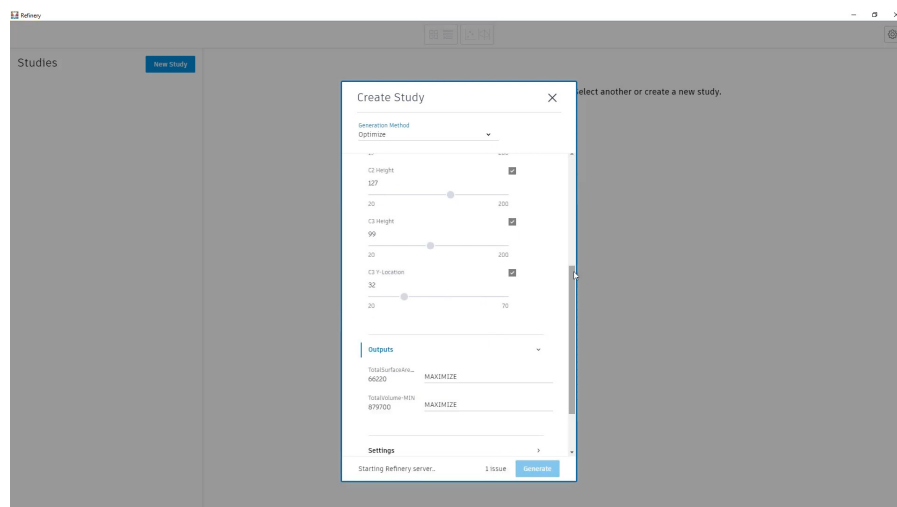 Refinery
Studies
New Study
Select another or create a new study.
Create Study
Generation Method
Optimize
C2 Height
127
20 200
C3 Height
99
20 200
C3 Y-Location
32
20 70
Outputs
TotalSurfaceAre...
66220 MAXIMIZE
TotalVolume-MIN
879700 MAXIMIZE
Settings
Starting Refinery server.. 1 issue Generate